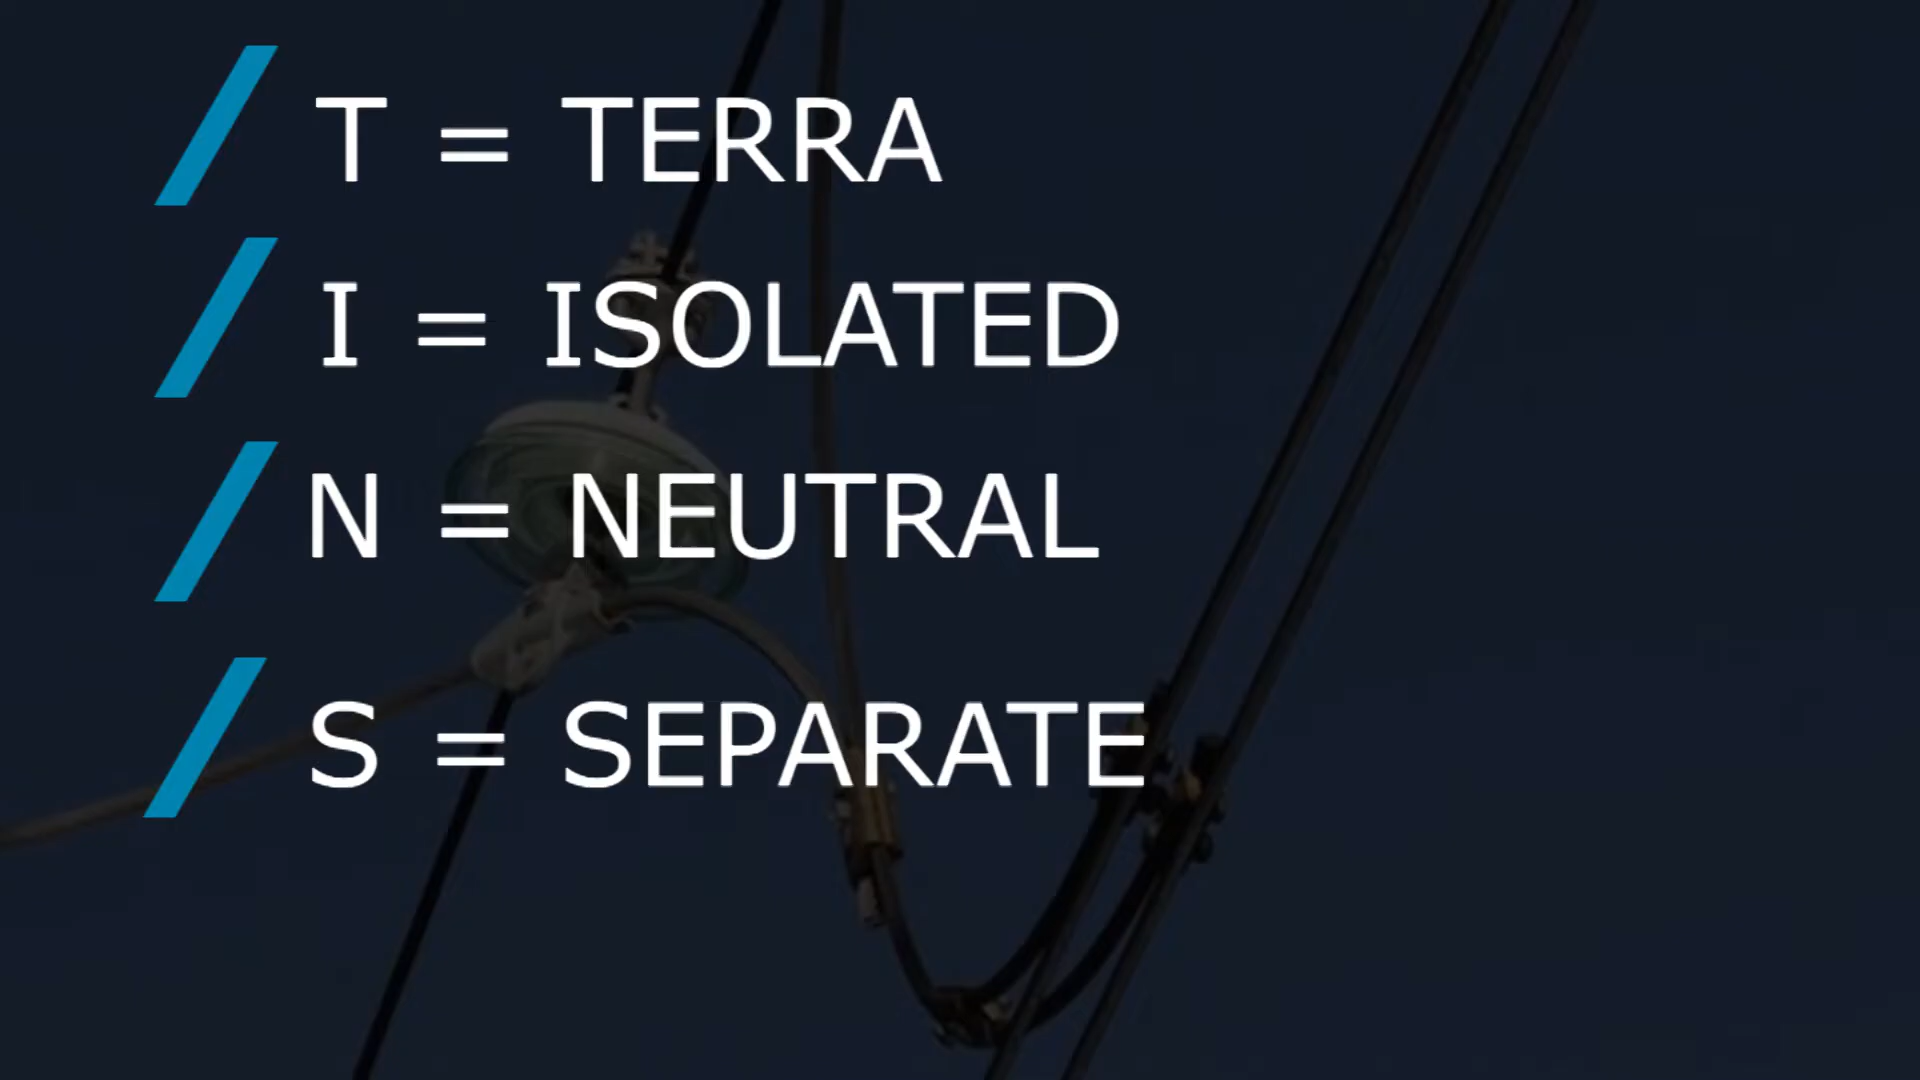 T = TERRA
I = ISOLATED
N = NEUTRAL
S = SEPARATE